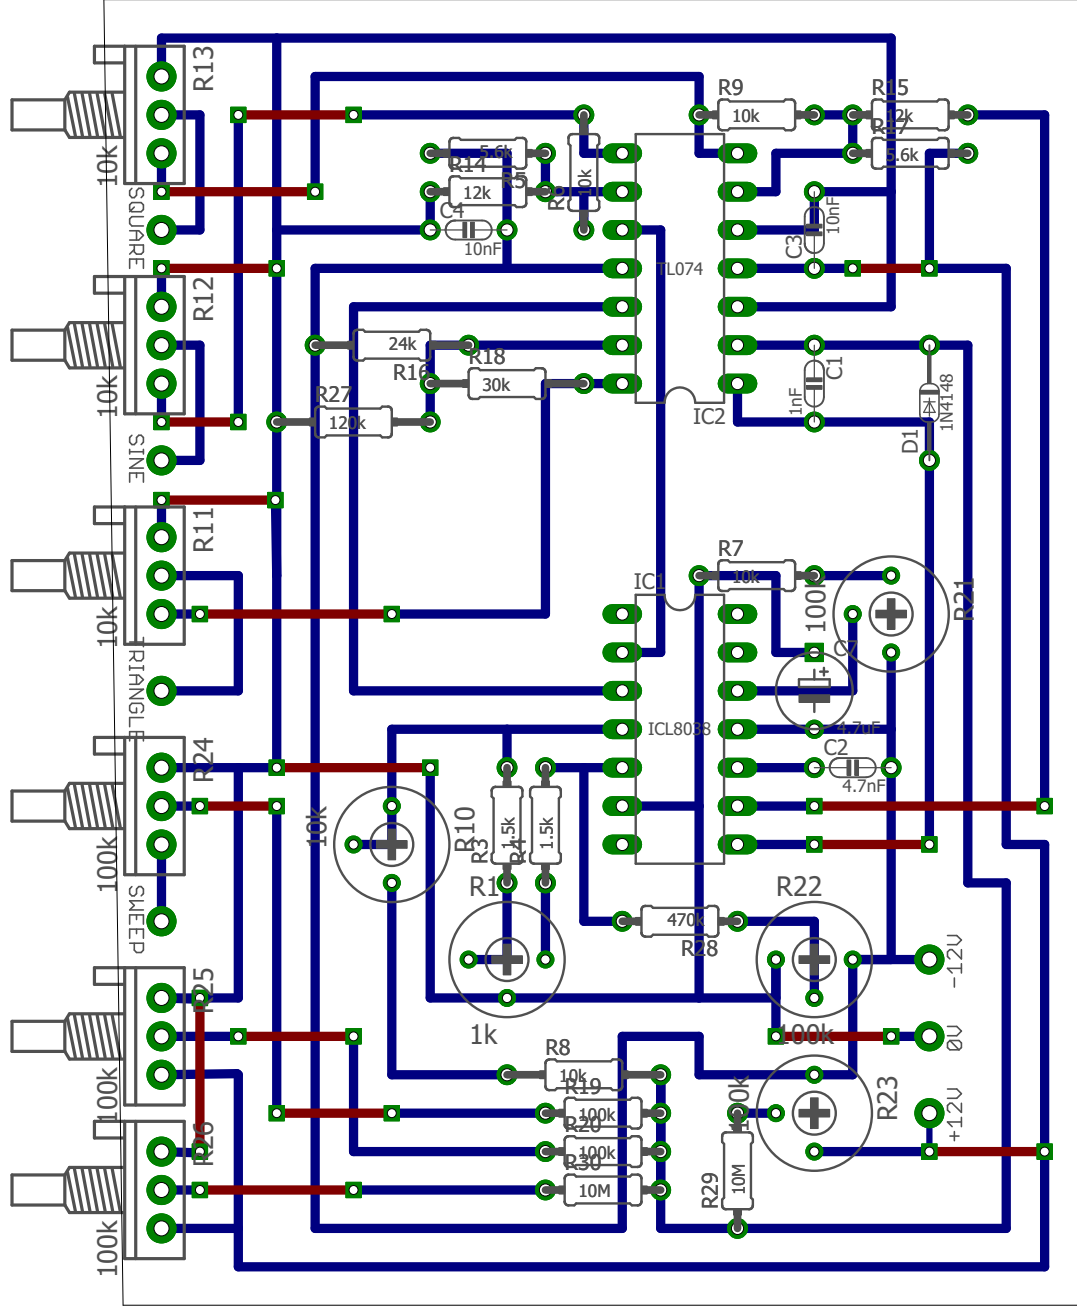 R13
10k
SQUARE
R12
10k
SINE
R11
10k
TRIANGLE
R24
100k
SWEEP
R25
100k
R26
100k
R9
10k
R15
12k
R17
5.6k
5.6k
R14
R5
12k
C4
10nF
10k
C3
10nF
TL074
IC2
24k
R16
R18
30k
R27
120k
C1
1nF
1N4148
D1
IC1
ICL8038
R7
10k
100k
R21
C7
+
4.7uF
C2
4.7nF
10k
R10
R3
1.5k
R4
1.5k
R1
1k
470k
R28
R22
100k
-12V
0V
+12V
R8
10k
R19
100k
R20
100k
R30
10M
R29
10M
100k
R23